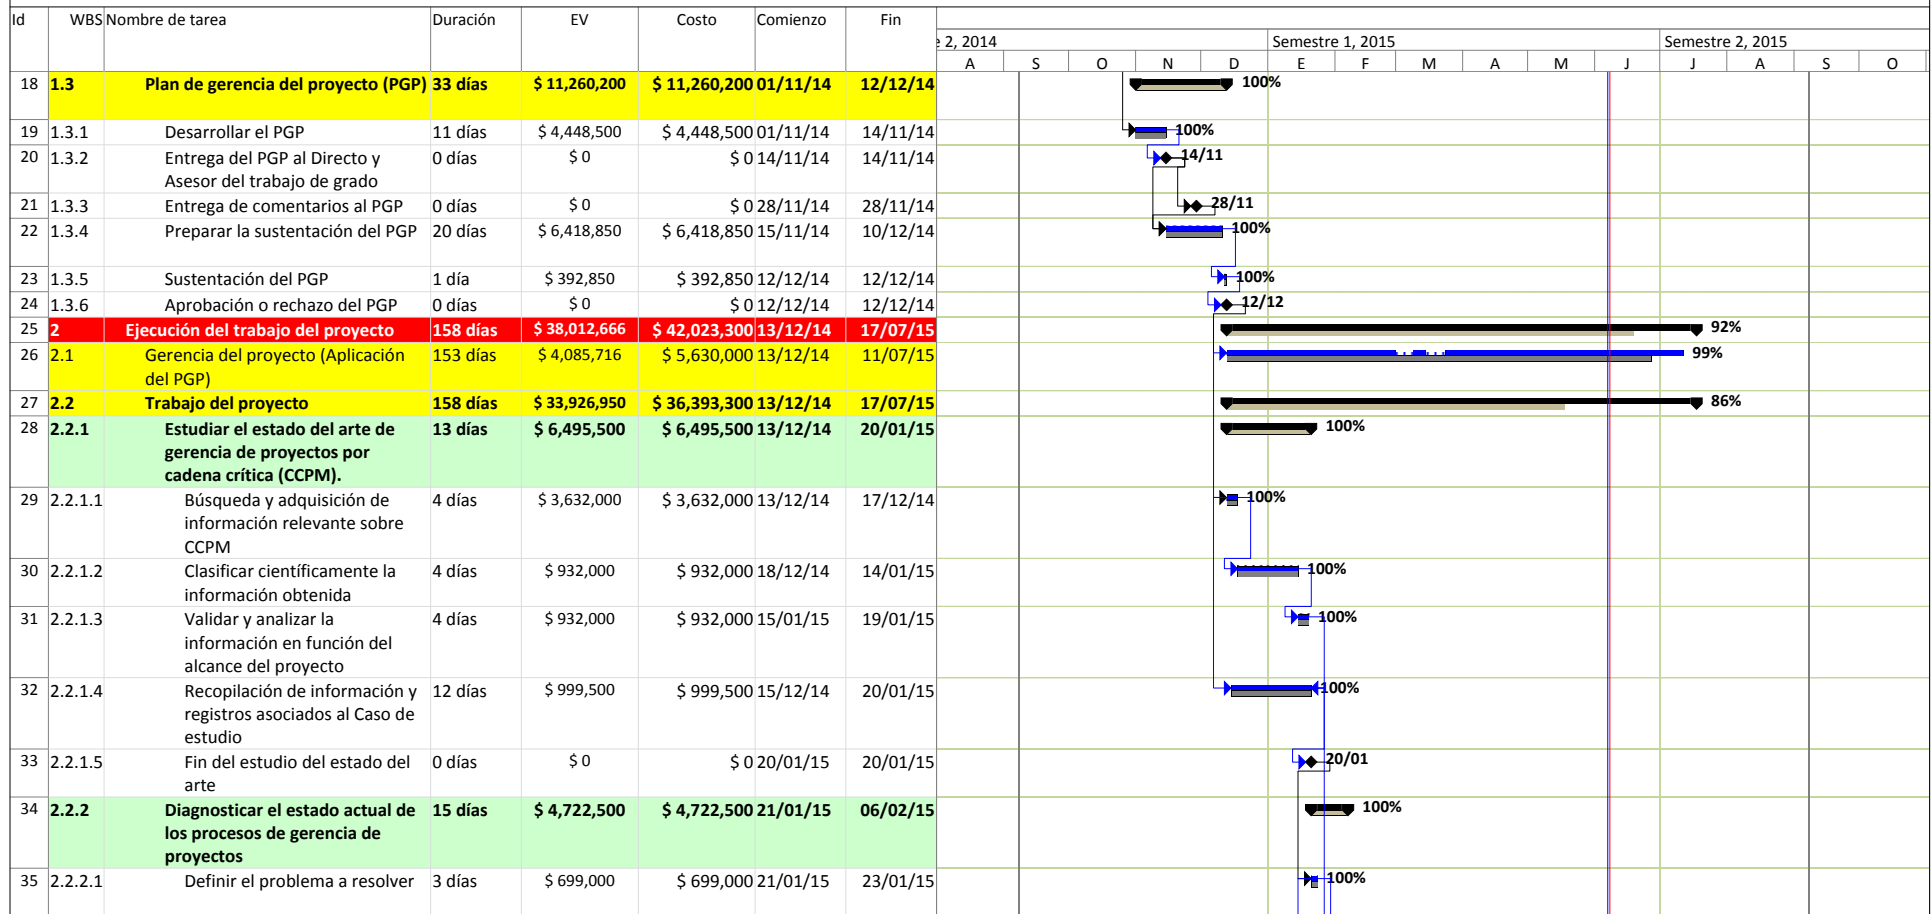 Id WBS Nombre de tarea Duración EV Costo Comienzo Fin
e 2, 2014 Semestre 1, 2015 Semestre 2, 2015
A S O N D E F M A M J J A S O
18 1.3 Plan de gerencia del proyecto (PGP) 33 días $ 11,260,200 $ 11,260,200 01/11/14 12/12/14 100%
19 1.3.1 Desarrollar el PGP 11 días $ 4,448,500 $ 4,448,500 01/11/14 14/11/14 100%
20 1.3.2 Entrega del PGP al Directo y 0 días $ 0 $ 0 14/11/14 14/11/14 14/11
Asesor del trabajo de grado
21 1.3.3 Entrega de comentarios al PGP 0 días $ 0 $ 0 28/11/14 28/11/14 28/11
22 1.3.4 Preparar la sustentación del PGP 20 días $ 6,418,850 $ 6,418,850 15/11/14 10/12/14 100%
23 1.3.5 Sustentación del PGP 1 día $ 392,850 $ 392,850 12/12/14 12/12/14 100%
24 1.3.6 Aprobación o rechazo del PGP 0 días $ 0 $ 0 12/12/14 12/12/14 12/12
25 2 Ejecución del trabajo del proyecto 158 días $ 38,012,666 $ 42,023,300 13/12/14 17/07/15 92%
26 2.1 Gerencia del proyecto (Aplicación 153 días $ 4,085,716 $ 5,630,000 13/12/14 11/07/15 99%
del PGP)
27 2.2 Trabajo del proyecto 158 días $ 33,926,950 $ 36,393,300 13/12/14 17/07/15 86%
28 2.2.1 Estudiar el estado del arte de 13 días $ 6,495,500 $ 6,495,500 13/12/14 20/01/15 100%
gerencia de proyectos por
cadena crítica (CCPM).
29 2.2.1.1 Búsqueda y adquisición de 4 días $ 3,632,000 $ 3,632,000 13/12/14 17/12/14 100%
información relevante sobre
CCPM
30 2.2.1.2 Clasificar científicamente la 4 días $ 932,000 $ 932,000 18/12/14 14/01/15 100%
información obtenida
31 2.2.1.3 Validar y analizar la 4 días $ 932,000 $ 932,000 15/01/15 19/01/15 100%
información en función del
alcance del proyecto
32 2.2.1.4 Recopilación de información y 12 días $ 999,500 $ 999,500 15/12/14 20/01/15 100%
registros asociados al Caso de
estudio
33 2.2.1.5 Fin del estudio del estado del 0 días $ 0 $ 0 20/01/15 20/01/15 20/01
arte
34 2.2.2 Diagnosticar el estado actual de 15 días $ 4,722,500 $ 4,722,500 21/01/15 06/02/15 100%
los procesos de gerencia de
proyectos
35 2.2.2.1 Definir el problema a resolver 3 días $ 699,000 $ 699,000 21/01/15 23/01/15 100%